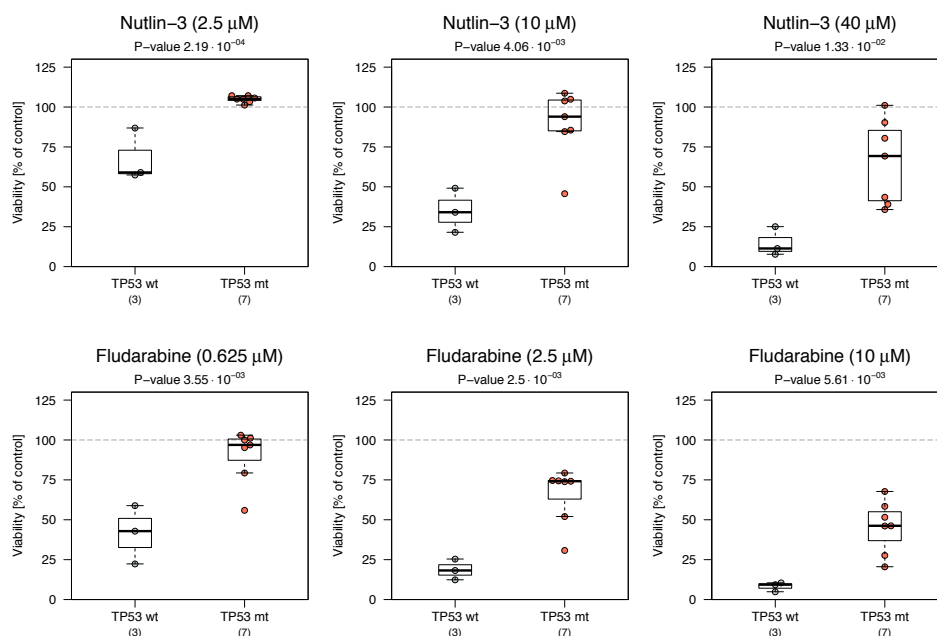 Nutlin−3 (2.5 µM)
P−value 2.19 · 10⁻⁰⁴
Viability [% of control]
125
100
75
50
25
0
TP53 wt
(3)
TP53 mt
(7)
Nutlin−3 (10 µM)
P−value 4.06 · 10⁻⁰³
Viability [% of control]
125
100
75
50
25
0
TP53 wt
(3)
TP53 mt
(7)
Nutlin−3 (40 µM)
P−value 1.33 · 10⁻⁰²
Viability [% of control]
125
100
75
50
25
0
TP53 wt
(3)
TP53 mt
(7)
Fludarabine (0.625 µM)
P−value 3.55 · 10⁻⁰³
Viability [% of control]
125
100
75
50
25
0
TP53 wt
(3)
TP53 mt
(7)
Fludarabine (2.5 µM)
P−value 2.5 · 10⁻⁰³
Viability [% of control]
125
100
75
50
25
0
TP53 wt
(3)
TP53 mt
(7)
Fludarabine (10 µM)
P−value 5.61 · 10⁻⁰³
Viability [% of control]
125
100
75
50
25
0
TP53 wt
(3)
TP53 mt
(7)